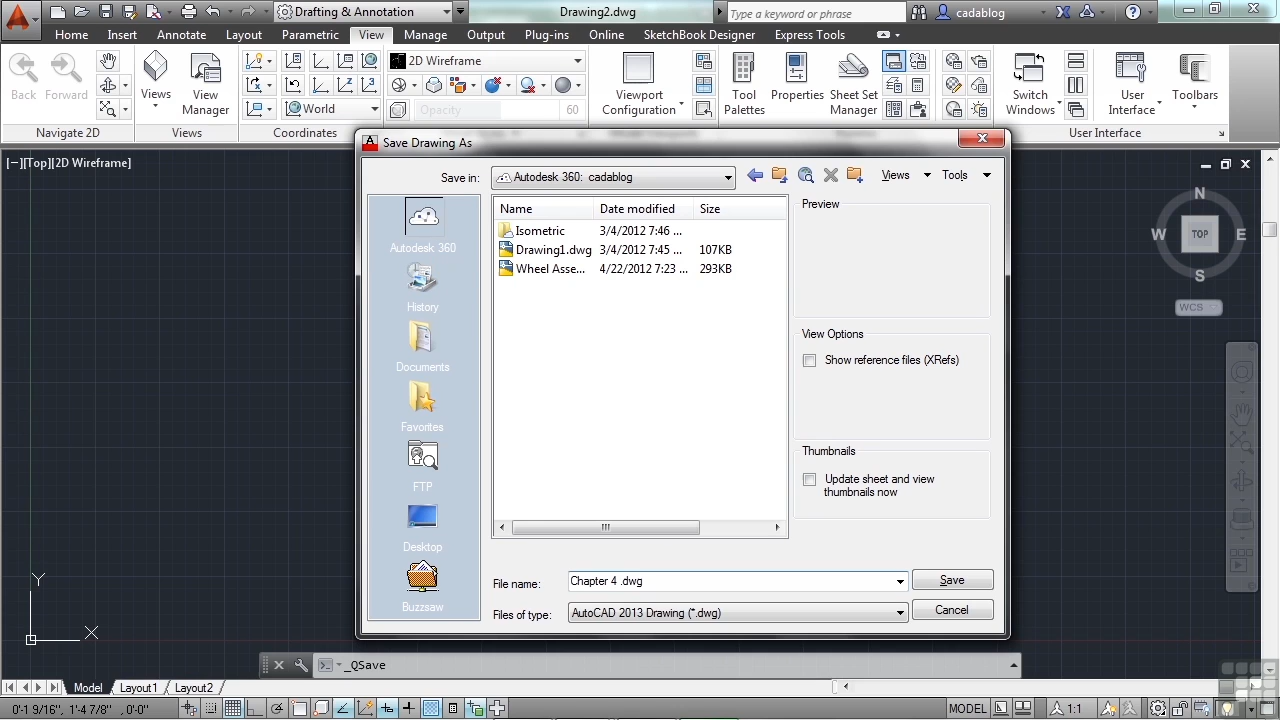 Drafting & Annotation
Drawing2.dwg
Type a keyword or phrase
cadablog
Home Insert Annotate Layout Parametric View Manage Output Plug-ins Online SketchBook Designer Express Tools
Back
Forward
Views
View
Manager
World
2D Wireframe
Opacity 60
Viewport
Configuration
Tool
Palettes
Properties
Sheet Set
Manager
Switch
Windows
User
Interface
Toolbars
Navigate 2D
Views
Coordinates
User Interface
[−][Top][2D Wireframe]
Save Drawing As
Save in: Autodesk 360: cadablog
Views
Tools
Autodesk 360
History
Documents
Favorites
FTP
Desktop
Buzzsaw
Name Date modified Size
Isometric 3/4/2012 7:46 ...
Drawing1.dwg 3/4/2012 7:45 ... 107KB
Wheel Asse... 4/22/2012 7:23 ... 293KB
Preview
View Options
Show reference files (XRefs)
Thumbnails
Update sheet and view
thumbnails now
File name: Chapter 4 .dwg
Save
Files of type: AutoCAD 2013 Drawing (*.dwg)
Cancel
N
W TOP E
S
WCS
Y
X
_QSave
Model Layout1 Layout2
0'-1 9/16", 1'-4 7/8" , 0'-0"
MODEL
1:1